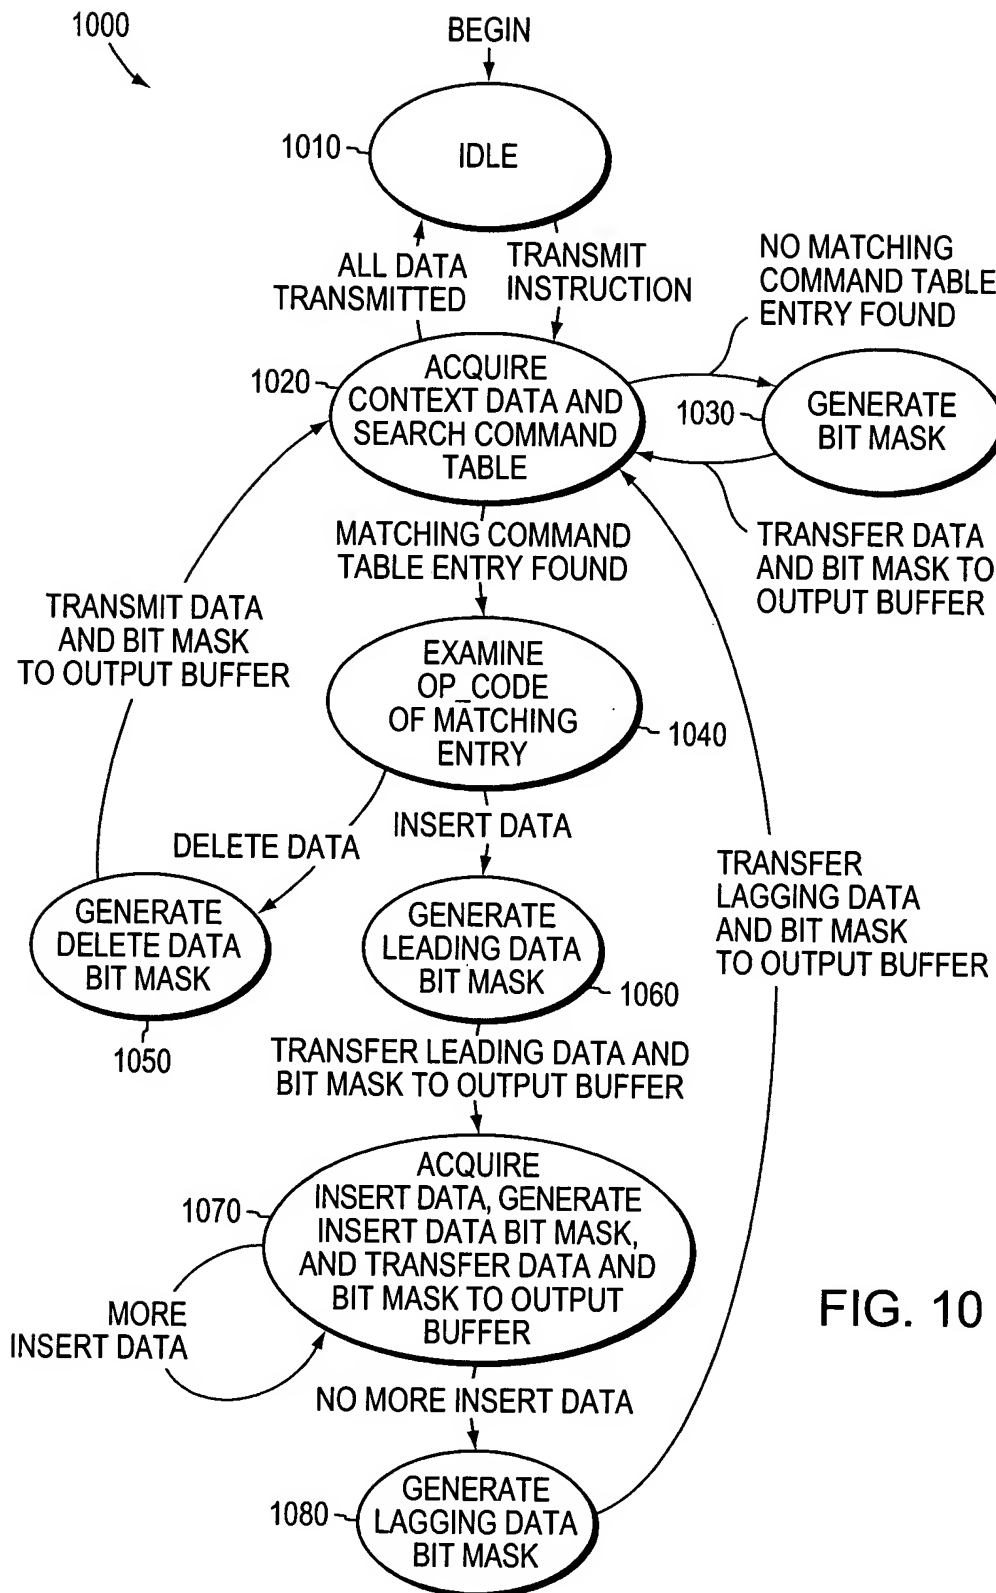 1000
BEGIN
1010
IDLE
ALL DATA
TRANSMITTED
TRANSMIT
INSTRUCTION
NO MATCHING
COMMAND TABLE
ENTRY FOUND
1020
ACQUIRE
CONTEXT DATA AND
SEARCH COMMAND
TABLE
1030
GENERATE
BIT MASK
MATCHING COMMAND
TABLE ENTRY FOUND
TRANSFER DATA
AND BIT MASK TO
OUTPUT BUFFER
TRANSMIT DATA
AND BIT MASK
TO OUTPUT BUFFER
EXAMINE
OP_CODE
OF MATCHING
ENTRY
1040
DELETE DATA
INSERT DATA
GENERATE
DELETE DATA
BIT MASK
1050
GENERATE
LEADING DATA
BIT MASK
1060
TRANSFER
LAGGING DATA
AND BIT MASK
TO OUTPUT BUFFER
TRANSFER LEADING DATA AND
BIT MASK TO OUTPUT BUFFER
1070
ACQUIRE
INSERT DATA, GENERATE
INSERT DATA BIT MASK,
AND TRANSFER DATA AND
BIT MASK TO OUTPUT
BUFFER
MORE
INSERT DATA
FIG. 10
NO MORE INSERT DATA
1080
GENERATE
LAGGING DATA
BIT MASK